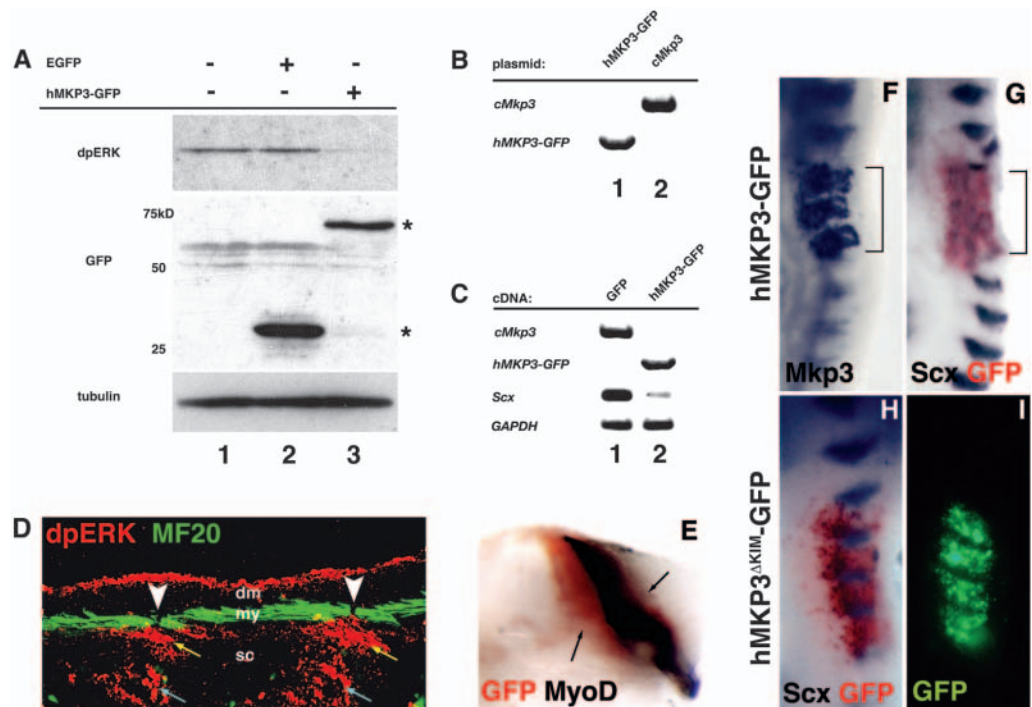 A
EGFP - + -
hMKP3-GFP - - +
dpERK
75kD
GFP
50
25
*
*
tubulin
1 2 3
B
plasmid: hMKP3-GFP cMkp3
cMkp3
hMKP3-GFP
1 2
C
cDNA: GFP hMKP3-GFP
cMkp3
hMKP3-GFP
Scx
GAPDH
1 2
D
dpERK MF20
dm
my
sc
E
GFP MyoD
hMKP3-GFP
F
Mkp3
G
Scx GFP
hMKP3ΔKIM-GFP
H
Scx GFP
I
GFP